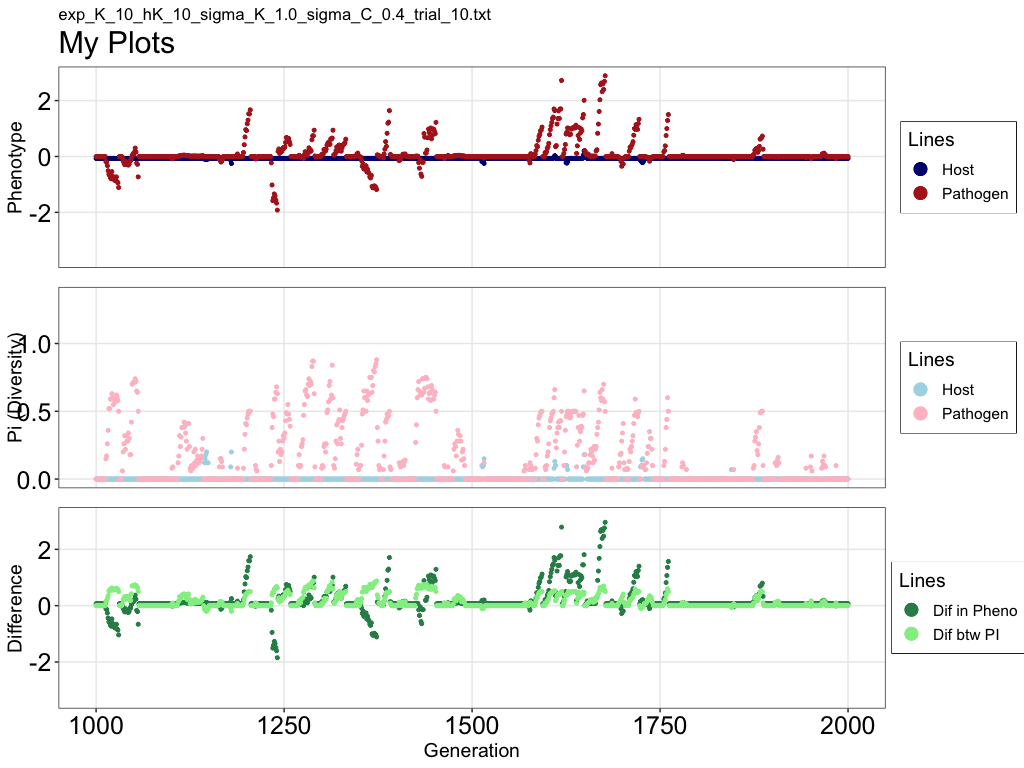 exp_K_10_hK_10_sigma_K_1.0_sigma_C_0.4_trial_10.txt
My Plots
Phenotype
2
0
-2
Lines
Host
Pathogen
Pi (Diversity)
1.0
0.5
0.0
Lines
Host
Pathogen
Difference
2
0
-2
Lines
Dif in Pheno
Dif btw PI
1000
1250
1500
1750
2000
Generation